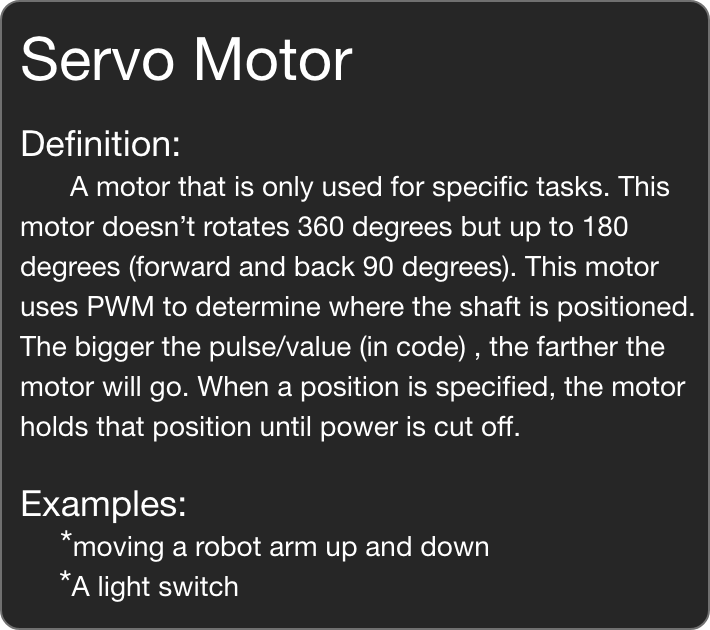 Servo Motor
Definition:
A motor that is only used for specific tasks. This
motor doesn’t rotates 360 degrees but up to 180
degrees (forward and back 90 degrees). This motor
uses PWM to determine where the shaft is positioned.
The bigger the pulse/value (in code) , the farther the
motor will go. When a position is specified, the motor
holds that position until power is cut off.
Examples:
*moving a robot arm up and down
*A light switch